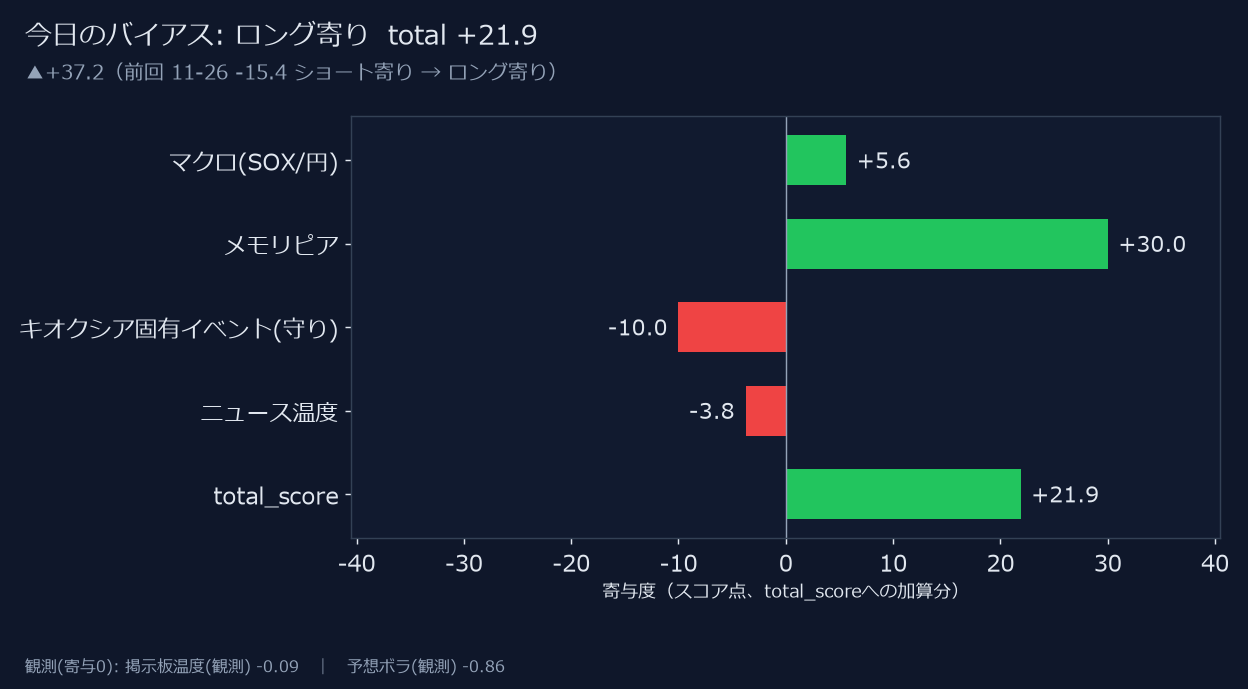 今日のバイアス: ロング寄り  total +21.9
▲+37.2（前回 11-26 -15.4 ショート寄り → ロング寄り）
マクロ(SOX/円)
+5.6
メモリピア
+30.0
キオクシア固有イベント(守り)
-10.0
ニュース温度
-3.8
total_score
+21.9
-40 -30 -20 -10 0 10 20 30 40
寄与度（スコア点、total_scoreへの加算分）
観測(寄与0): 掲示板温度(観測) -0.09 ｜ 予想ボラ(観測) -0.86